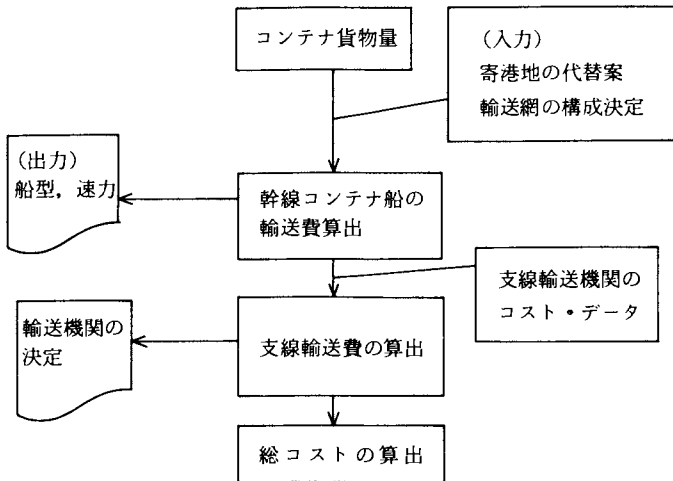 コンテナ貨物量
(入力)
寄港地の代替案
輸送網の構成決定
(出力)
船型,速力
幹線コンテナ船の
輸送費算出
支線輸送機関の
コスト・データ
輸送機関の
決定
支線輸送費の算出
総コストの算出